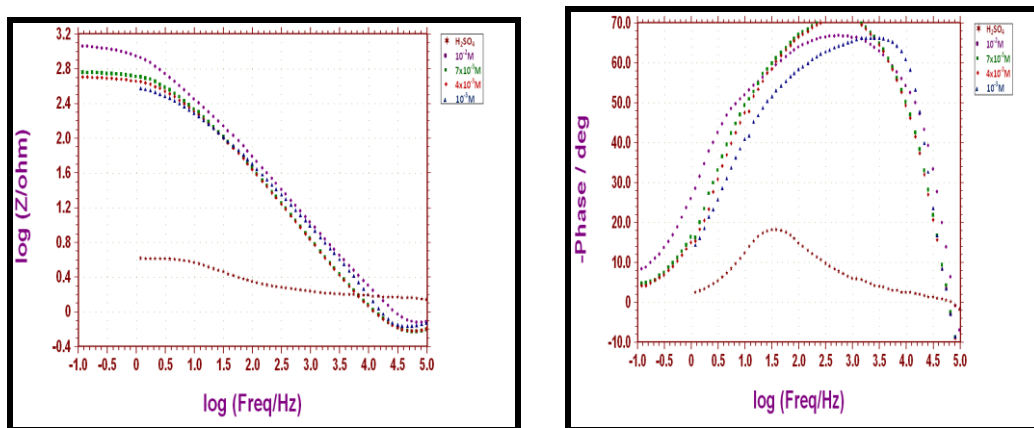 3.2
2.8
2.4
2.0
1.6
1.2
0.8
0.4
0
-0.4
log (Z/ohm)
-1.0 -0.5 0 0.5 1.0 1.5 2.0 2.5 3.0 3.5 4.0 4.5 5.0
log (Freq/Hz)
H₂SO₄
10⁻²M
7x10⁻³M
4x10⁻³M
10⁻³M
70.0
60.0
50.0
40.0
30.0
20.0
10.0
0
-10.0
-Phase / deg
-1.0 -0.5 0 0.5 1.0 1.5 2.0 2.5 3.0 3.5 4.0 4.5 5.0
log (Freq/Hz)
H₂SO₄
10⁻²M
7x10⁻³M
4x10⁻³M
10⁻³M